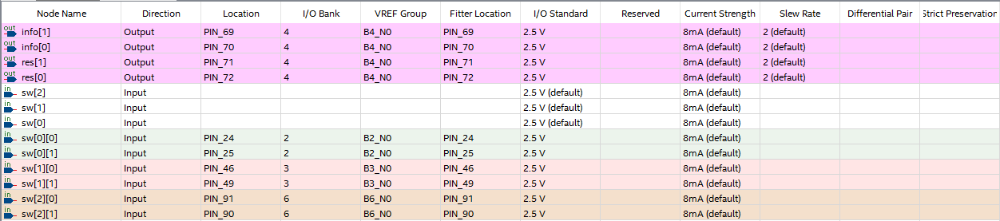 Node Name Direction Location I/O Bank VREF Group Fitter Location I/O Standard Reserved Current Strength Slew Rate Differential Pair Strict Preservation
out info[1] Output PIN_69 4 B4_N0 PIN_69 2.5 V 8mA (default) 2 (default)
out info[0] Output PIN_70 4 B4_N0 PIN_70 2.5 V 8mA (default) 2 (default)
out res[1] Output PIN_71 4 B4_N0 PIN_71 2.5 V 8mA (default) 2 (default)
out res[0] Output PIN_72 4 B4_N0 PIN_72 2.5 V 8mA (default) 2 (default)
in sw[2] Input 2.5 V (default) 8mA (default)
in sw[1] Input 2.5 V (default) 8mA (default)
in sw[0] Input 2.5 V (default) 8mA (default)
in sw[0][0] Input PIN_24 2 B2_N0 PIN_24 2.5 V 8mA (default)
in sw[0][1] Input PIN_25 2 B2_N0 PIN_25 2.5 V 8mA (default)
in sw[1][0] Input PIN_46 3 B3_N0 PIN_46 2.5 V 8mA (default)
in sw[1][1] Input PIN_49 3 B3_N0 PIN_49 2.5 V 8mA (default)
in sw[2][0] Input PIN_91 6 B6_N0 PIN_91 2.5 V 8mA (default)
in sw[2][1] Input PIN_90 6 B6_N0 PIN_90 2.5 V 8mA (default)